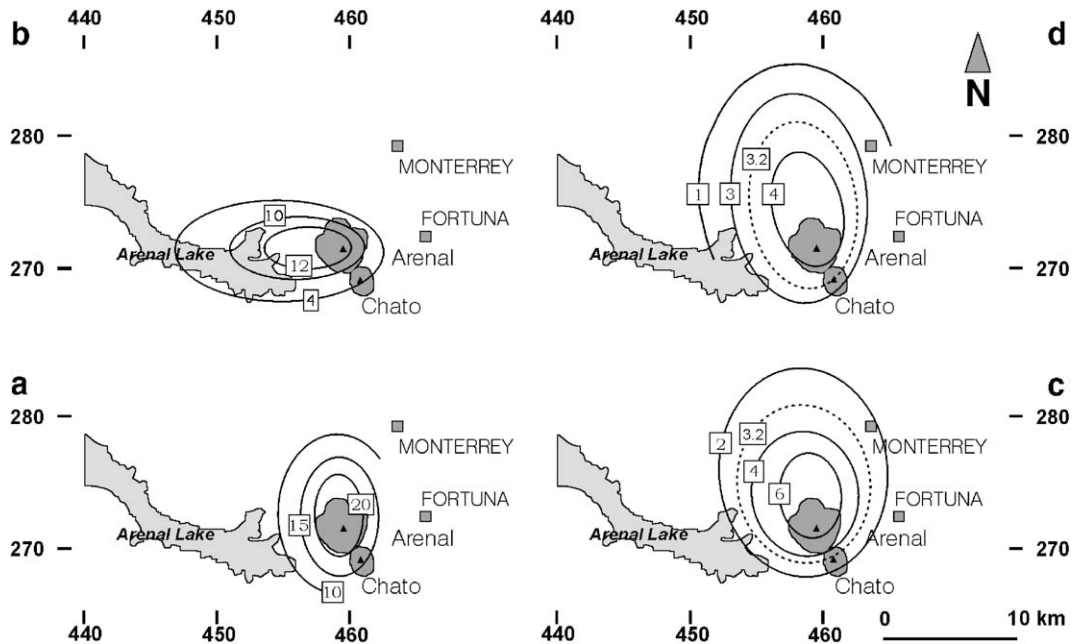 440 450 460 440 450 460
b d
N
280 280
MONTERREY MONTERREY
3.2
1 3 4
10 FORTUNA FORTUNA
Arenal Lake Arenal Arenal Lake Arenal
270 270
12
4 Chato Chato
a c
280 280
MONTERREY MONTERREY
2 3.2
4
6
20 FORTUNA FORTUNA
15
Arenal Lake Arenal Arenal Lake Arenal
270 270
10 Chato Chato
440 450 460 440 450 460 0 10 km